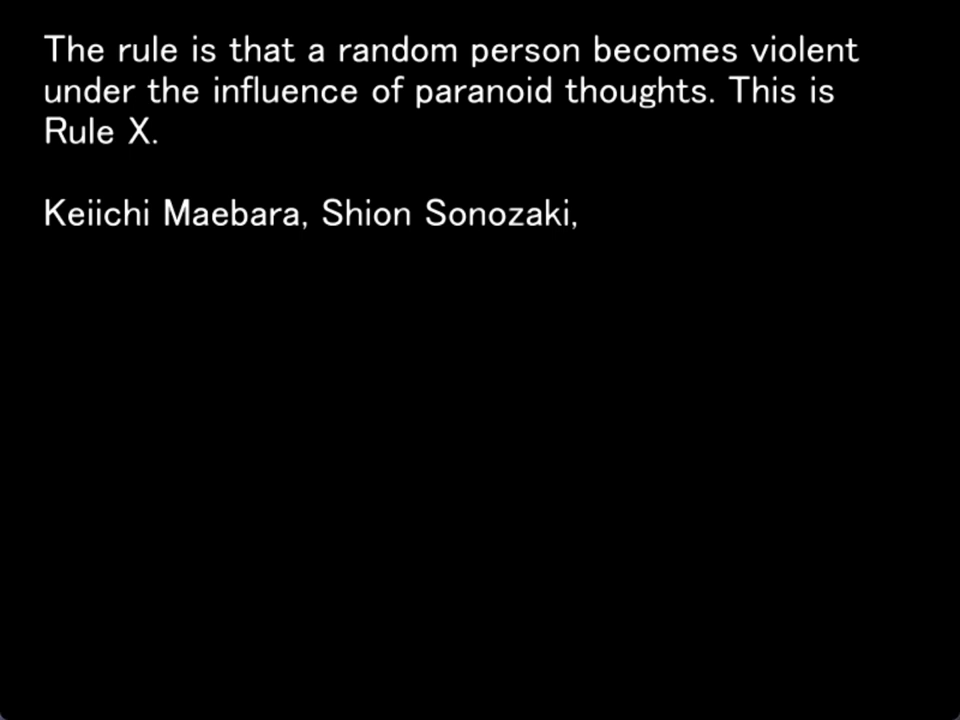 The rule is that a random person becomes violent
under the influence of paranoid thoughts. This is
Rule X.
Keiichi Maebara, Shion Sonozaki,